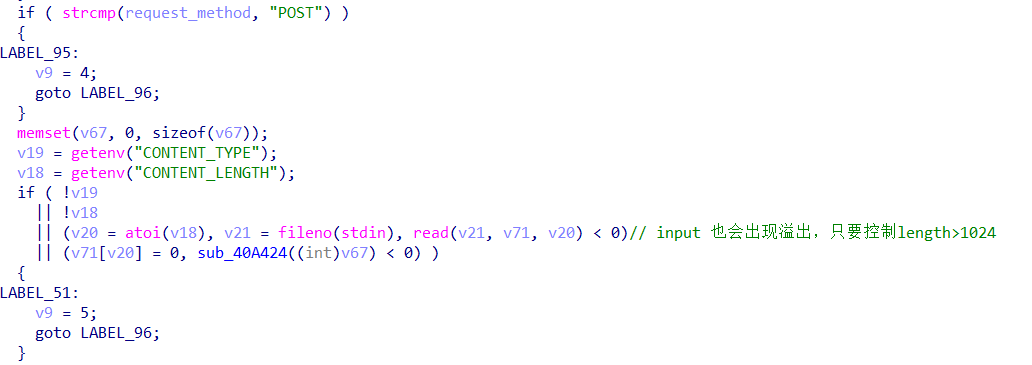 if ( strcmp(request_method, "POST") )
{
LABEL_95:
v9 = 4;
goto LABEL_96;
}
memset(v67, 0, sizeof(v67));
v19 = getenv("CONTENT_TYPE");
v18 = getenv("CONTENT_LENGTH");
if ( !v19
|| !v18
|| (v20 = atoi(v18), v21 = fileno(stdin), read(v21, v71, v20) < 0)// input 也会出现溢出，只要控制length>1024
|| (v71[v20] = 0, sub_40A424((int)v67) < 0) )
{
LABEL_51:
v9 = 5;
goto LABEL_96;
}